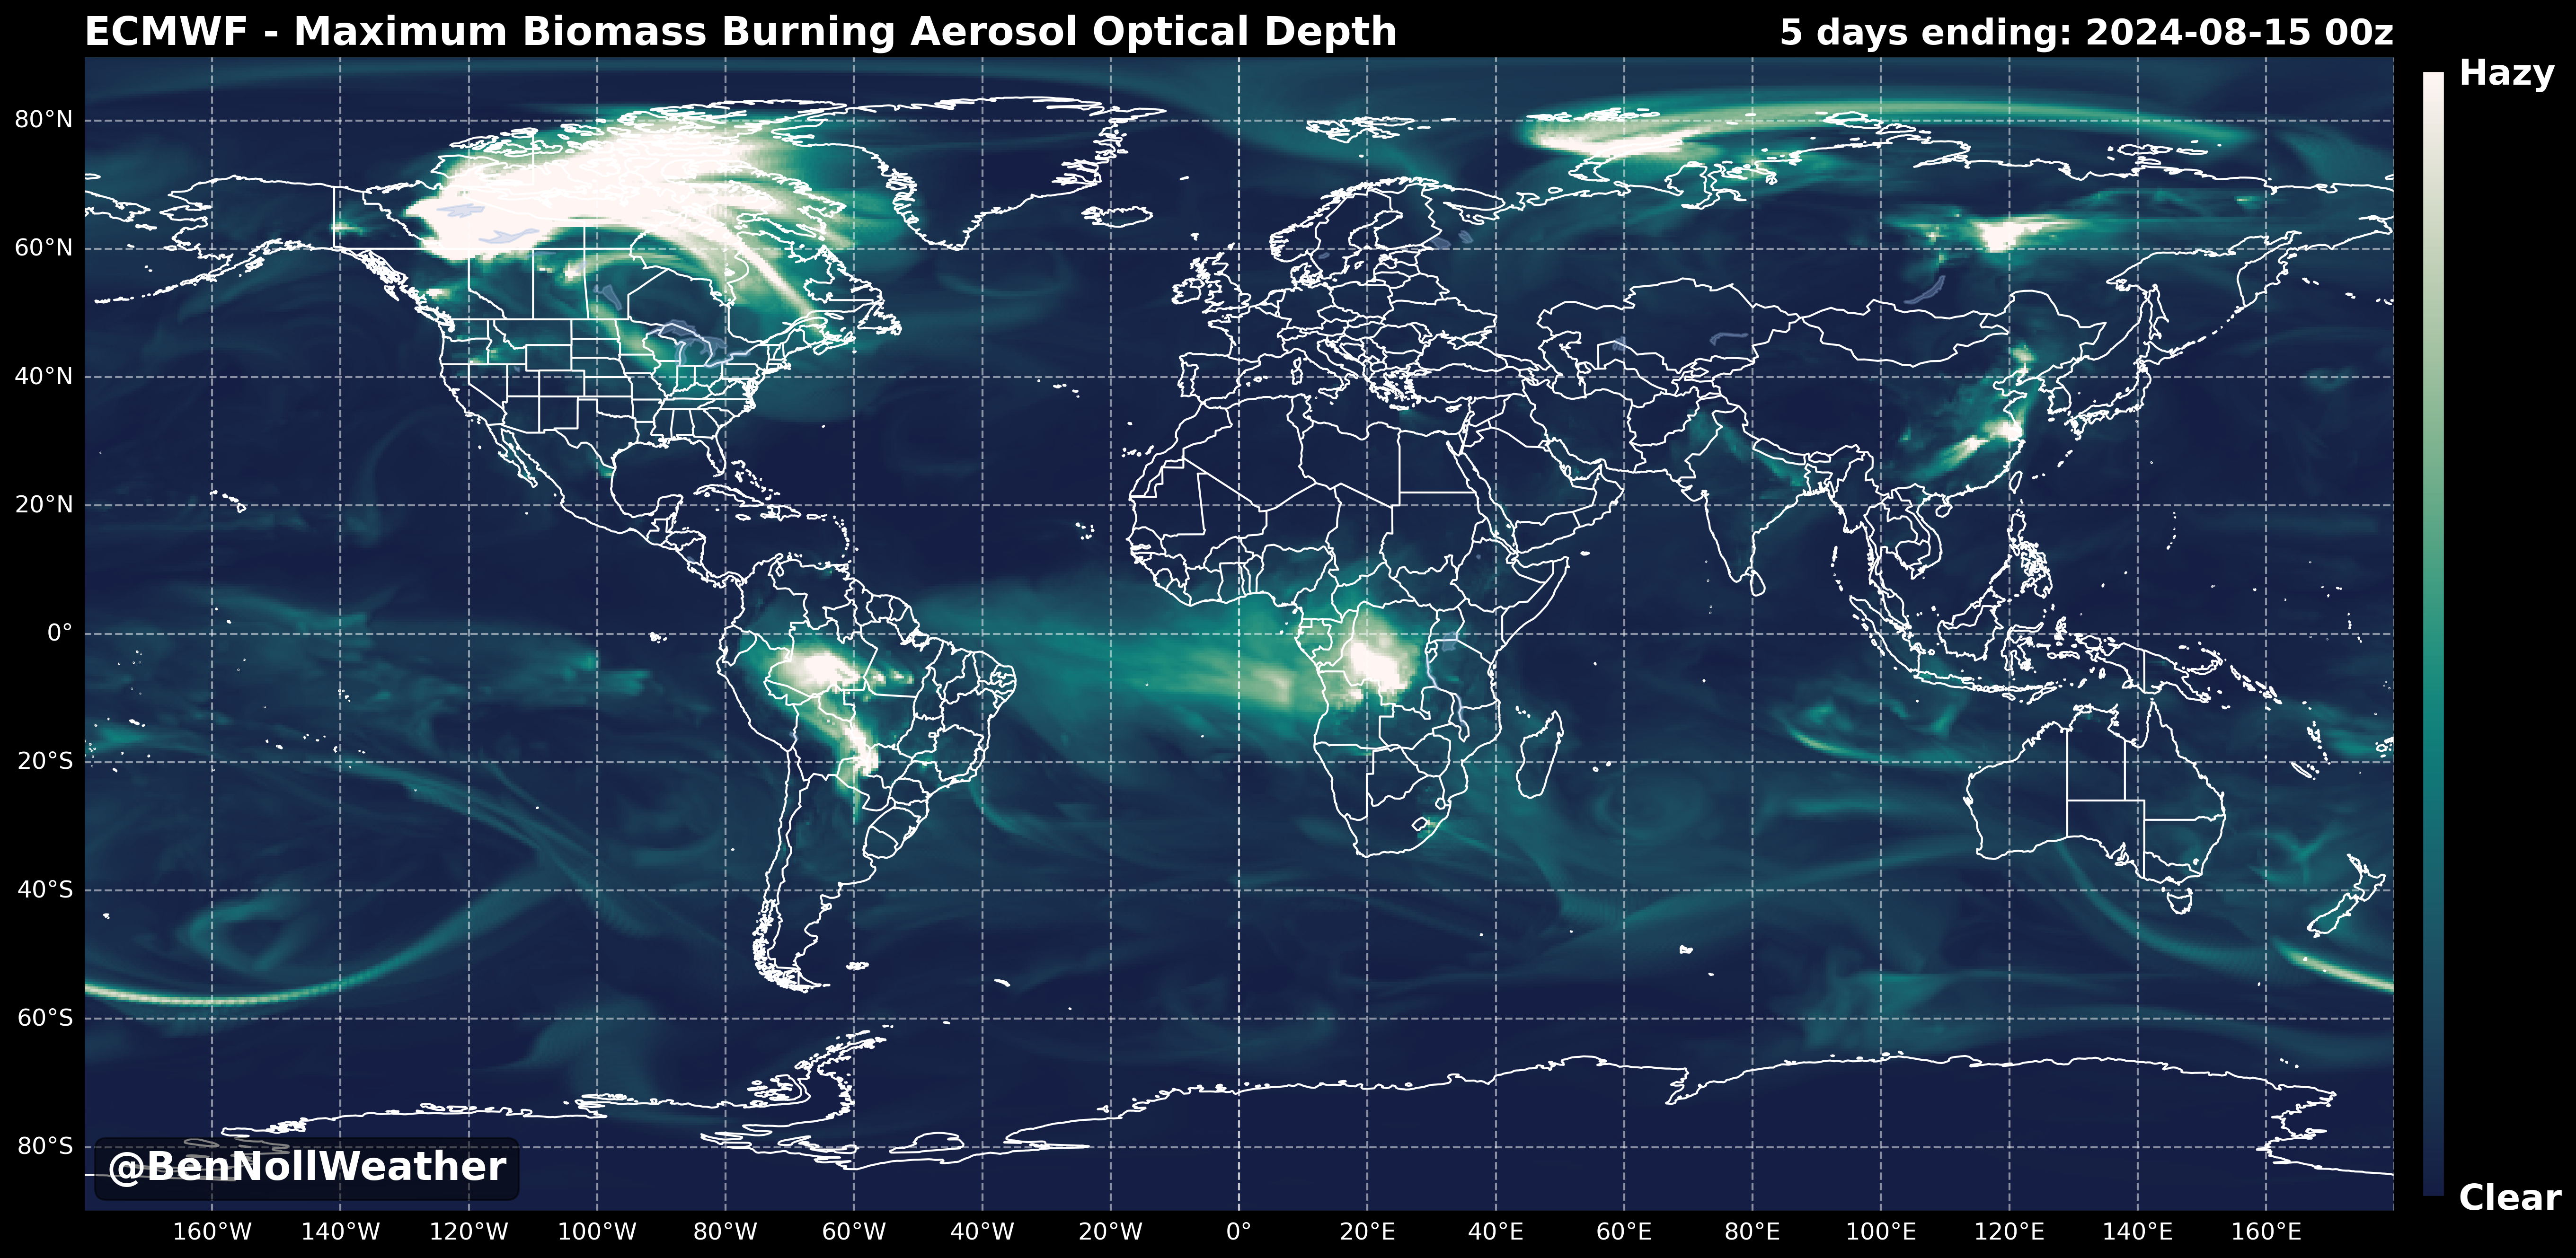 ECMWF - Maximum Biomass Burning Aerosol Optical Depth
5 days ending: 2024-08-15 00z
Hazy
80°N
60°N
40°N
20°N
0°
20°S
40°S
60°S
80°S
@BenNollWeather
Clear
160°W 140°W 120°W 100°W 80°W 60°W 40°W 20°W 0° 20°E 40°E 60°E 80°E 100°E 120°E 140°E 160°E